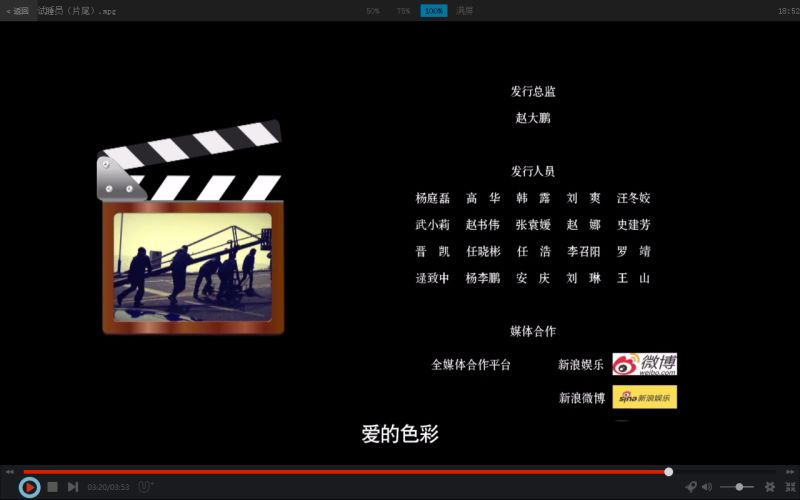 < 返回 试睡员（片尾）.mpg 50% 75% 100% 满屏 18:52
发行总监
赵大鹏
发行人员
杨庭磊 高 华 韩 露 刘 爽 汪冬姣
武小莉 赵书伟 张袁媛 赵 娜 史建芳
晋 凯 任晓彬 任 浩 李召阳 罗 靖
逯致中 杨李鹏 安 庆 刘 琳 王 山
媒体合作
全媒体合作平台 新浪娱乐 微博
weibo.com
新浪微博 sina 新浪娱乐
爱的色彩
03:20/03:53